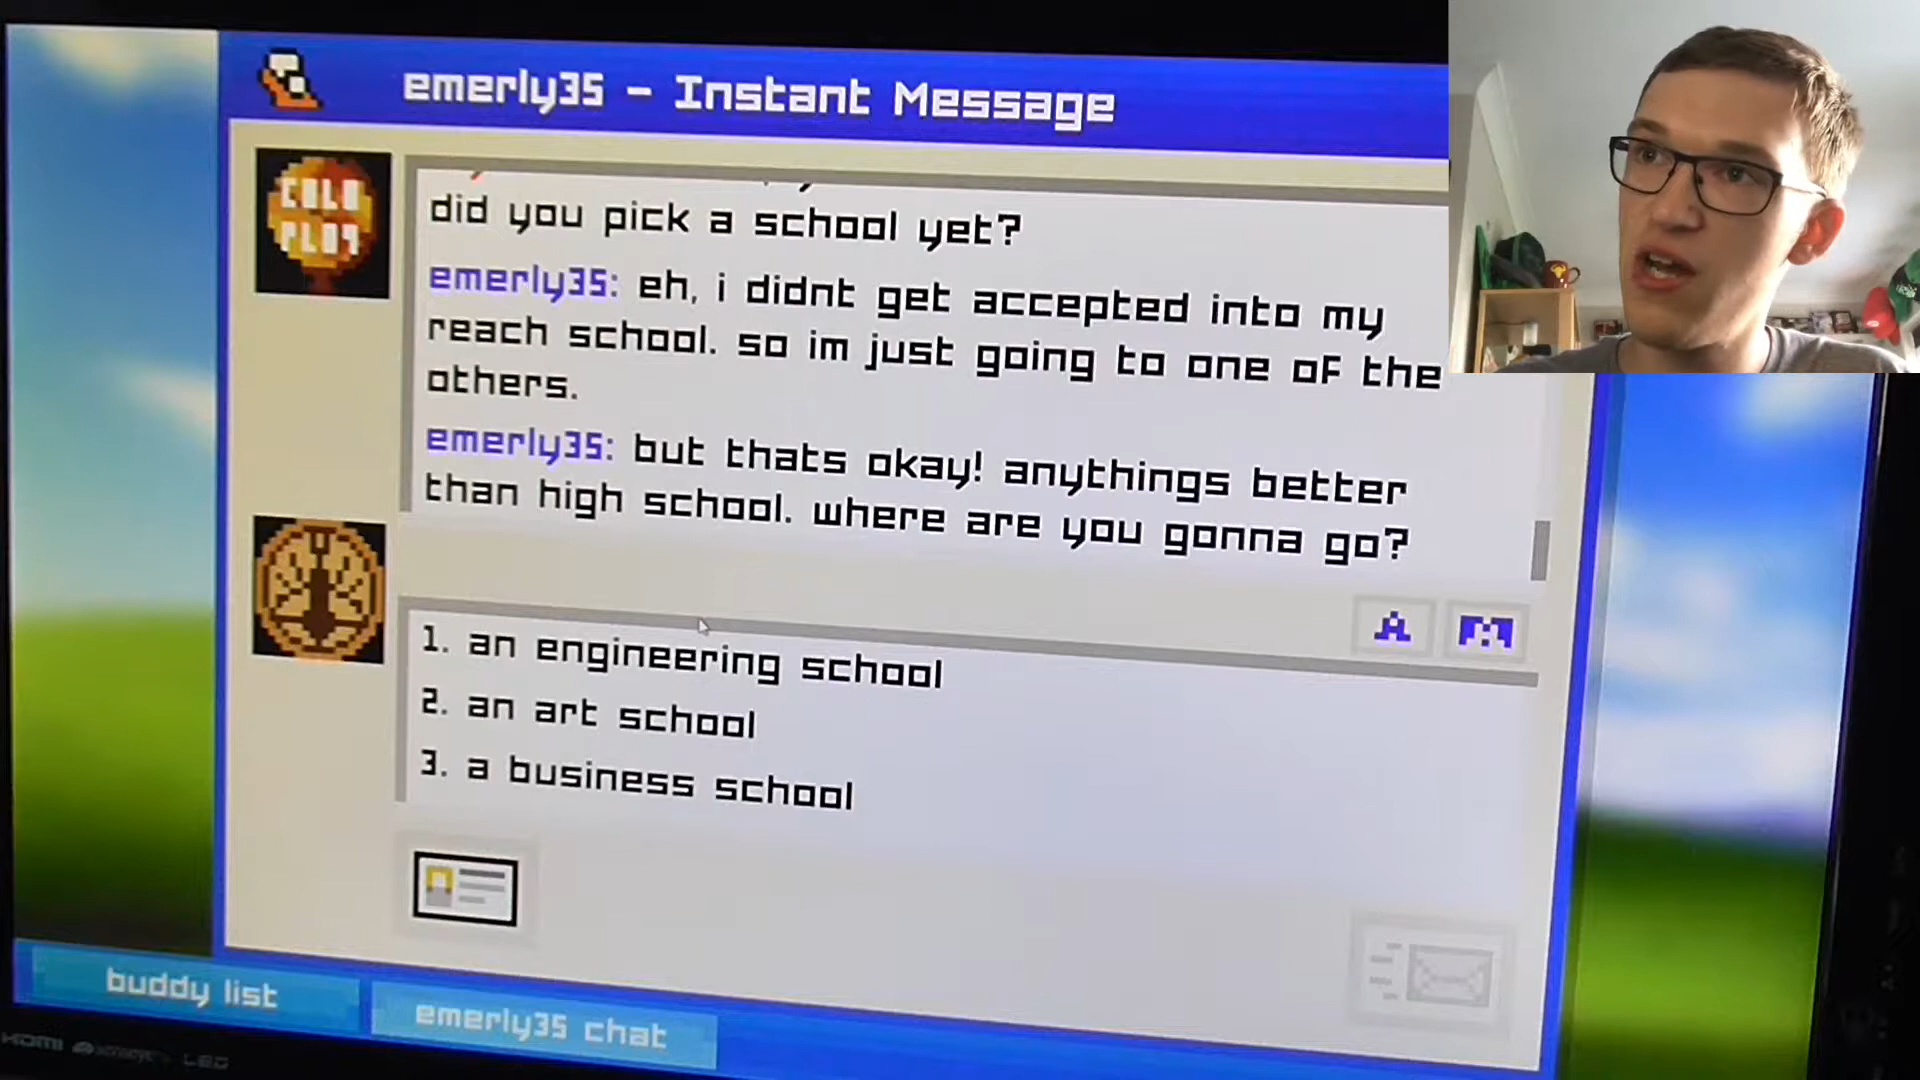 emerly35 - Instant Message
COLD
PLAY
did you pick a school yet?
emerly35: eh, i didnt get accepted into my
reach school. so im just going to one of the
others.
emerly35: but thats okay! anythings better
than high school. where are you gonna go?
A
M
1. an engineering school
2. an art school
3. a business school
buddy list
emerly35 chat
HDMI
LED